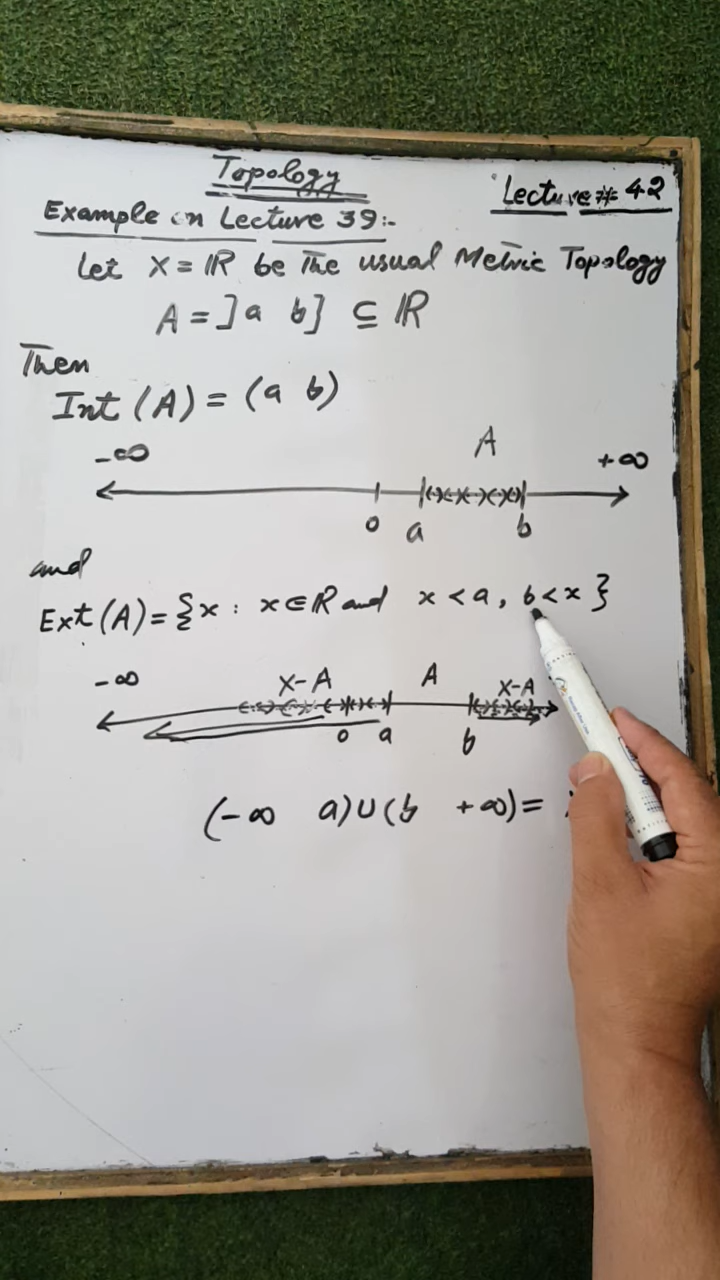 Topology
Lecture # 42
Example on Lecture 39:-
Let X = ℝ be the usual Metric Topology
A = ]a b] ⊆ ℝ
Then
Int (A) = (a b)
A
-∞ +∞
0 a b
and
Ext (A) = {x : x ∈ ℝ and x < a , b < x }
-∞ X-A A X-A
0 a b
(-∞ a) ∪ (b +∞) =